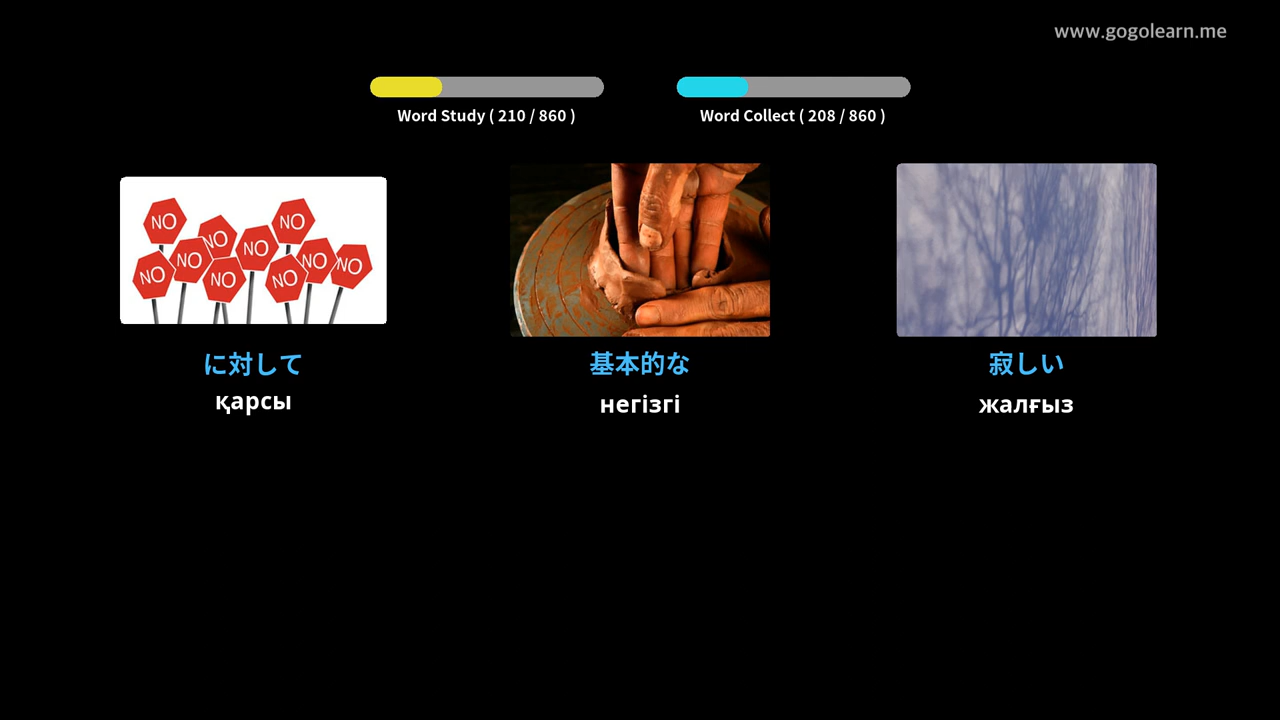 www.gogolearn.me
Word Study ( 210 / 860 )
Word Collect ( 208 / 860 )
NO
NO
NO
NO
NO
NO
NO
NO
NO
NO
に対して
қарсы
基本的な
негізгі
寂しい
жалғыз